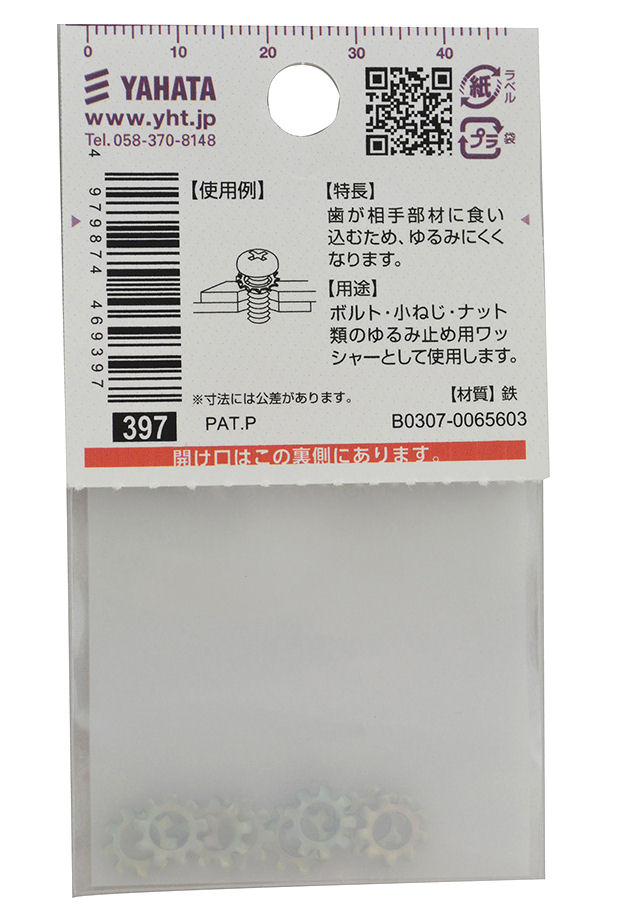 0 10 20 30 40
YAHATA
www.yht.jp
Tel.058-370-8148
紙
ラベル
プラ
袋
4 979874 469397
【使用例】
【特長】
歯が相手部材に食い
込むため、ゆるみにくく
なります。
【用途】
ボルト・小ねじ・ナット
類のゆるみ止め用ワッ
シャーとして使用します。
※寸法には公差があります。
【材質】鉄
397
PAT.P
B0307-0065603
開け口はこの裏側にあります。